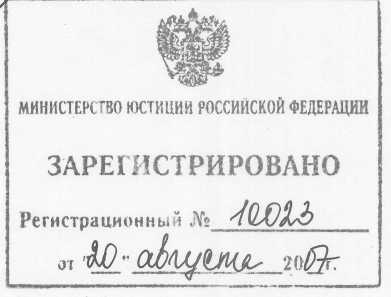 МИНИСТЕРСТВО ЮСТИЦИИ РОССИЙСКОЙ ФЕДЕРАЦИИ
ЗАРЕГИСТРИРОВАНО
Регистрационный № 10023
от "20" августа 2007г.